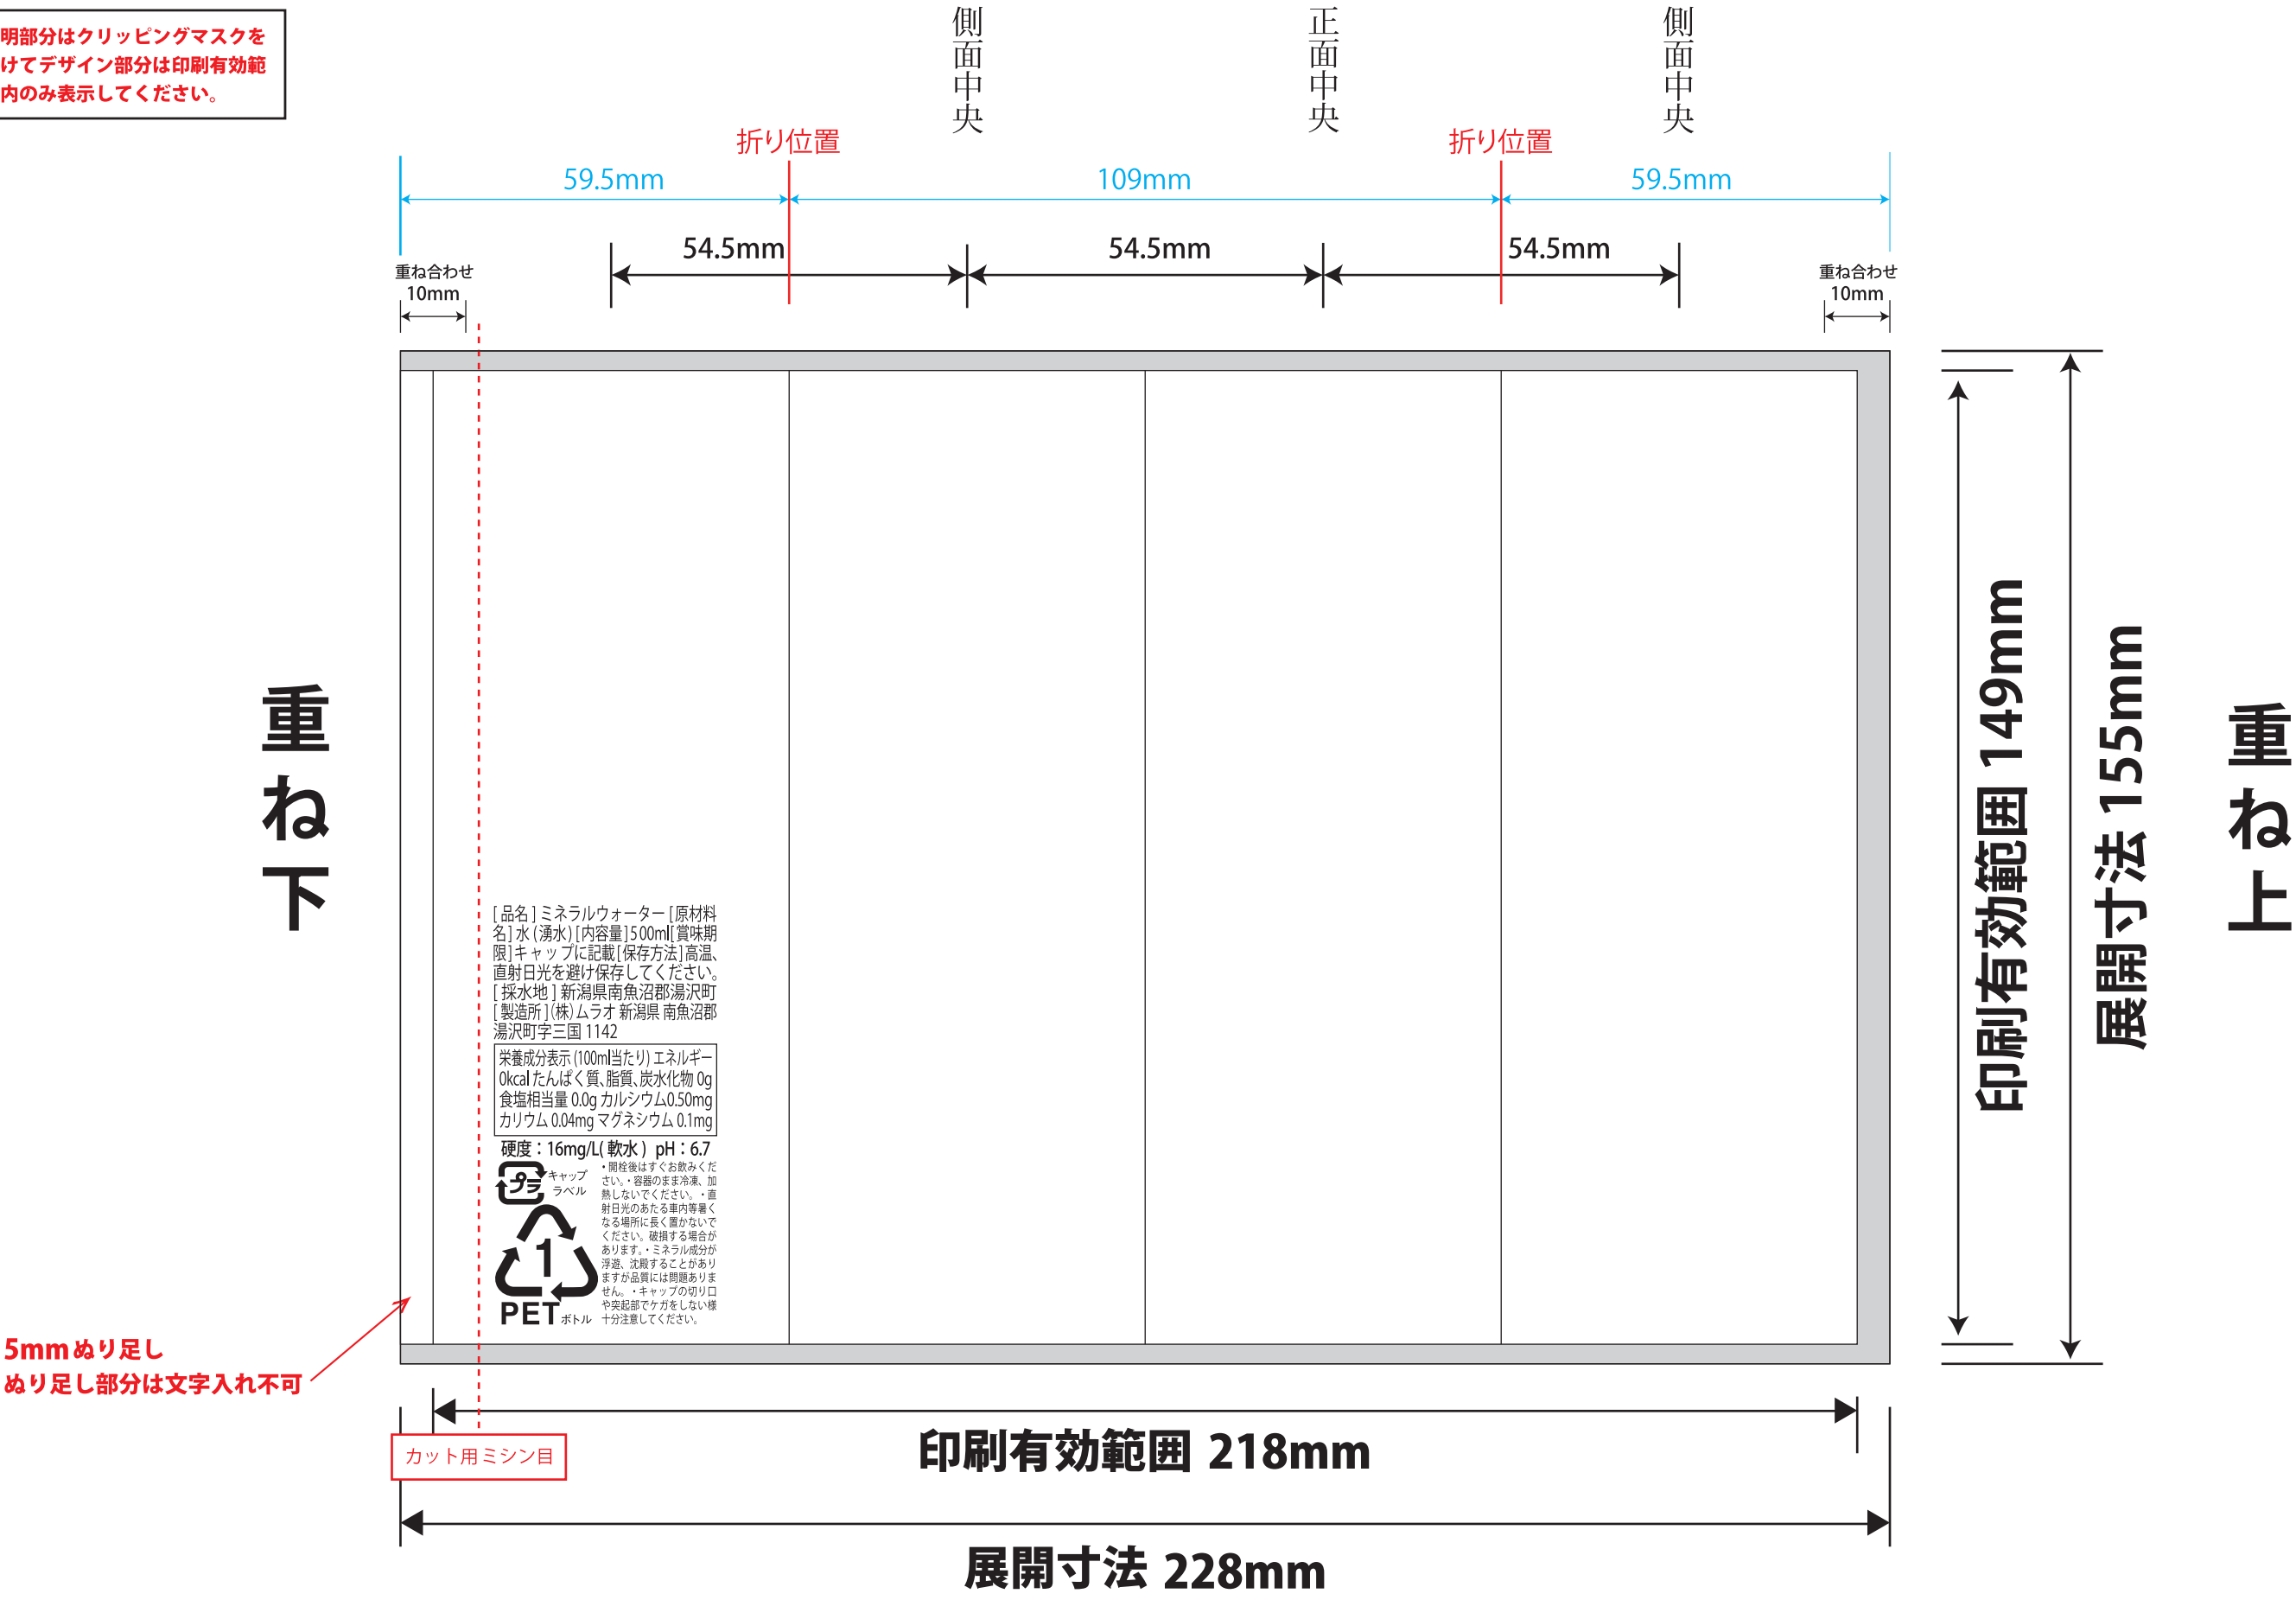 明部分はクリッピングマスクを
けてデザイン部分は印刷有効範
内のみ表示してください。
側面中央
正面中央
側面中央
折り位置
折り位置
59.5mm
109mm
59.5mm
54.5mm
54.5mm
54.5mm
重ね合わせ
10mm
重ね合わせ
10mm
重ね下
重ね上
印刷有効範囲 149mm
展開寸法 155mm
[ 品名 ] ミネラルウォーター [ 原材料
名 ] 水 ( 湧水 ) [ 内容量 ] 500ml [ 賞味期
限 ] キャップに記載 [ 保存方法 ] 高温、
直射日光を避け保存してください。
[ 採水地 ] 新潟県南魚沼郡湯沢町
[ 製造所 ] (株) ムラオ 新潟県 南魚沼郡
湯沢町字三国 1142
栄養成分表示 (100ml当たり) エネルギー
0kcal たんぱく質、脂質、炭水化物 0g
食塩相当量 0.0g カルシウム0.50mg
カリウム 0.04mg マグネシウム 0.1mg
硬度：16mg/L( 軟水 ) pH：6.7
プラ
キャップ
ラベル
1
PET
ボトル
・開栓後はすぐお飲みくだ
さい。・容器のまま冷凍、加
熱しないでください。・直
射日光のあたる車内等暑く
なる場所に長く置かないで
ください。破損する場合が
あります。・ミネラル成分が
浮遊、沈殿することがあり
ますが品質には問題ありま
せん。・キャップの切り口
や突起部でケガをしない様
十分注意してください。
5mm ぬり足し
ぬり足し部分は文字入れ不可
カット用ミシン目
印刷有効範囲 218mm
展開寸法 228mm